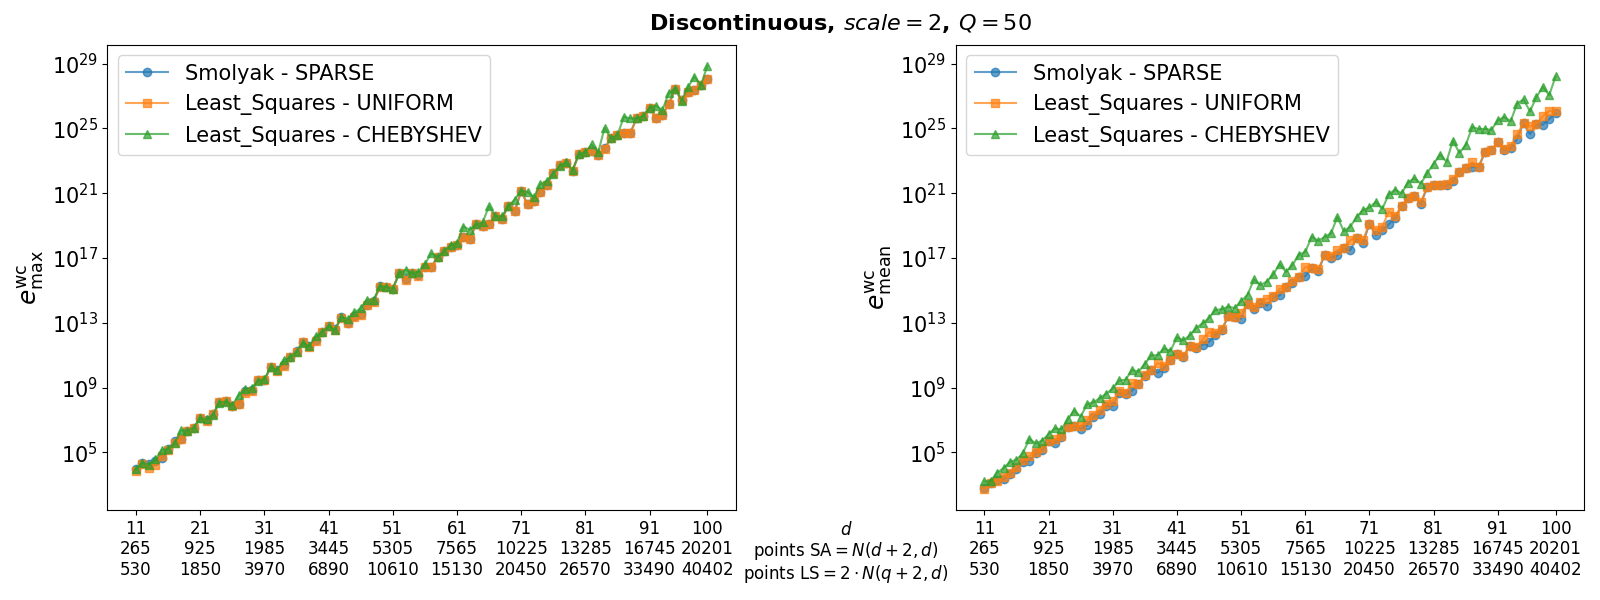 Discontinuous, scale = 2, Q = 50
Smolyak - SPARSE
Least_Squares - UNIFORM
Least_Squares - CHEBYSHEV
10^29
10^25
10^21
10^17
10^13
10^9
10^5
e^wc_max
11 21 31 41 51 61 71 81 91 100
265 925 1985 3445 5305 7565 10225 13285 16745 20201
530 1850 3970 6890 10610 15130 20450 26570 33490 40402
d
points SA = N(d + 2, d)
points LS = 2 · N(q + 2, d)
Smolyak - SPARSE
Least_Squares - UNIFORM
Least_Squares - CHEBYSHEV
10^29
10^25
10^21
10^17
10^13
10^9
10^5
e^wc_mean
11 21 31 41 51 61 71 81 91 100
265 925 1985 3445 5305 7565 10225 13285 16745 20201
530 1850 3970 6890 10610 15130 20450 26570 33490 40402